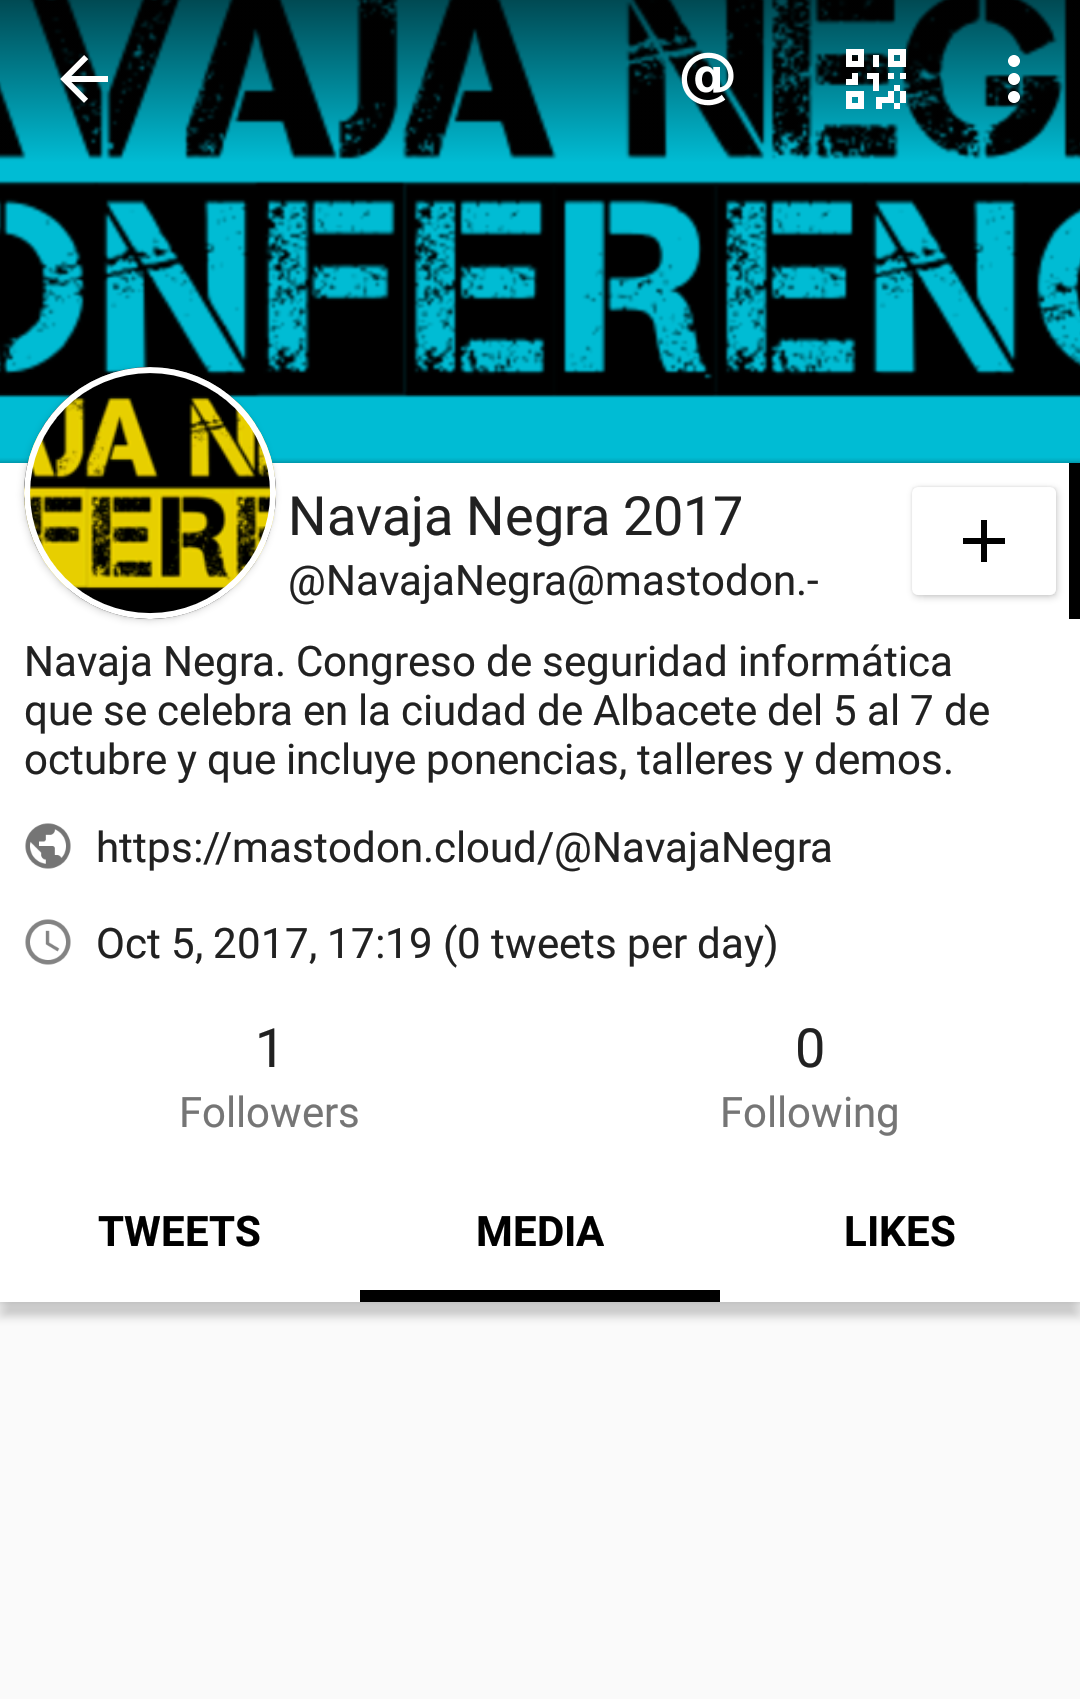 AVAJA NEG
ONFERENC
JA N
FERE
Navaja Negra 2017
@NavajaNegra@mastodon.-
Navaja Negra. Congreso de seguridad informática
que se celebra en la ciudad de Albacete del 5 al 7 de
octubre y que incluye ponencias, talleres y demos.
https://mastodon.cloud/@NavajaNegra
Oct 5, 2017, 17:19 (0 tweets per day)
1 0
Followers Following
TWEETS MEDIA LIKES